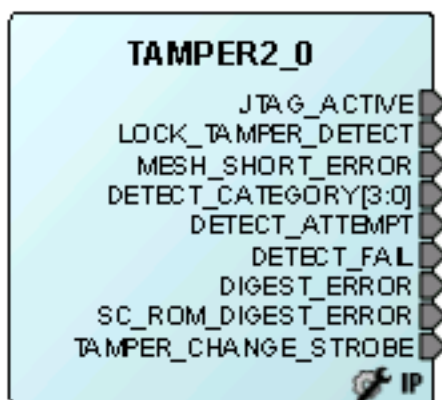 TAMPER2_0
JTAG_ACTIVE
LOCK_TAMPER_DETECT
MESH_SHORT_ERROR
DETECT_CATEGORY[3:0]
DETECT_ATTEMPT
DETECT_FAIL
DIGEST_ERROR
SC_ROM_DIGEST_ERROR
TAMPER_CHANGE_STROBE
IP